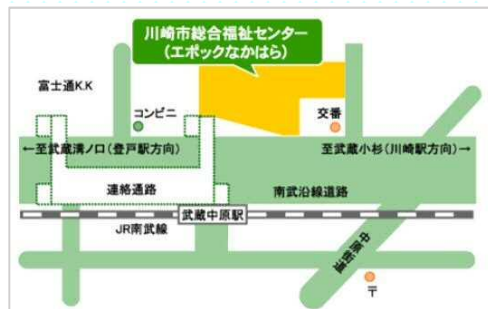 川崎市総合福祉センター
(エポックなかはら)
富士通K.K
コンビニ
交番
←至武蔵溝ノ口(登戸駅方向)
至武蔵小杉(川崎駅方向)→
連絡通路
南武沿線道路
武蔵中原駅
JR南武線
中原街道
〒